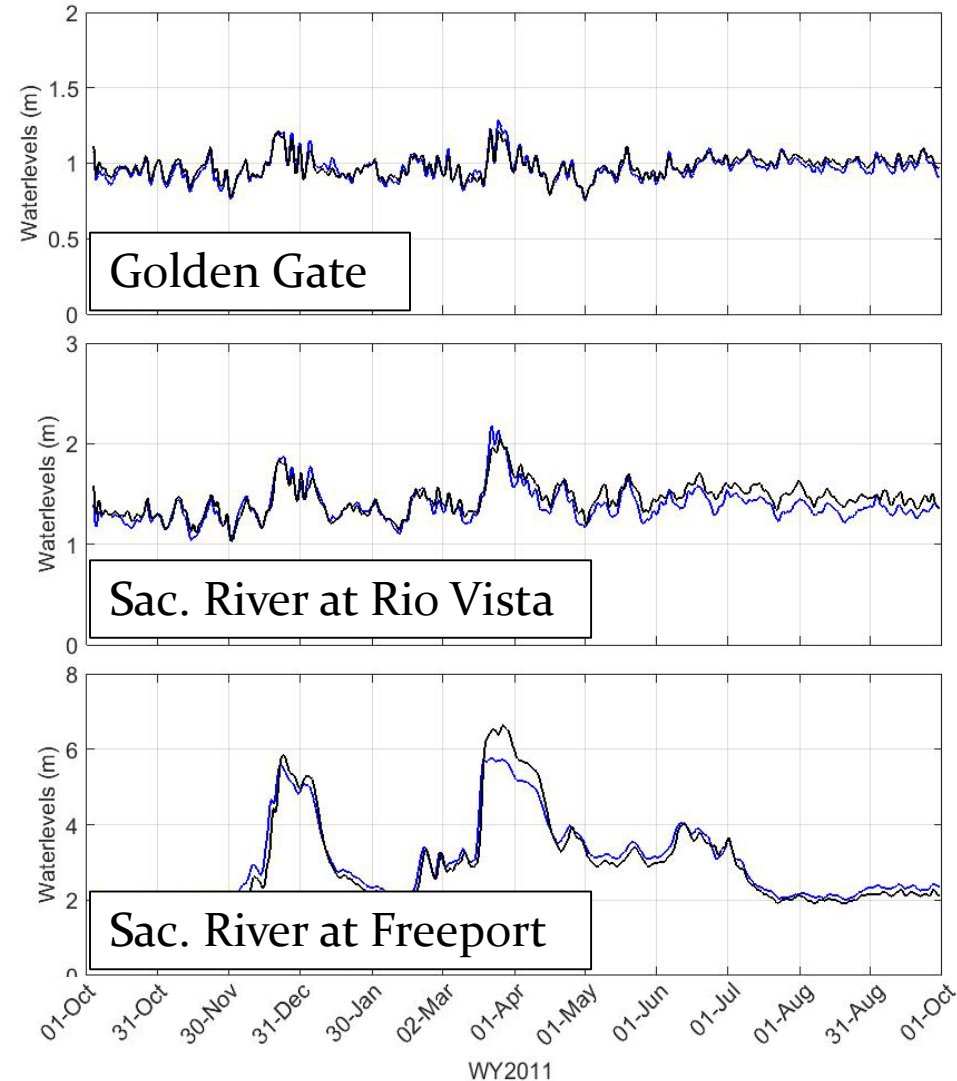 2
1.5
1
0.5
0
Waterlevels (m)
Golden Gate
3
2
1
0
Waterlevels (m)
Sac. River at Rio Vista
8
6
4
2
0
Waterlevels (m)
Sac. River at Freeport
01-Oct 31-Oct 30-Nov 31-Dec 30-Jan 02-Mar 01-Apr 01-May 01-Jun 01-Jul 01-Aug 31-Aug 01-Oct
WY2011